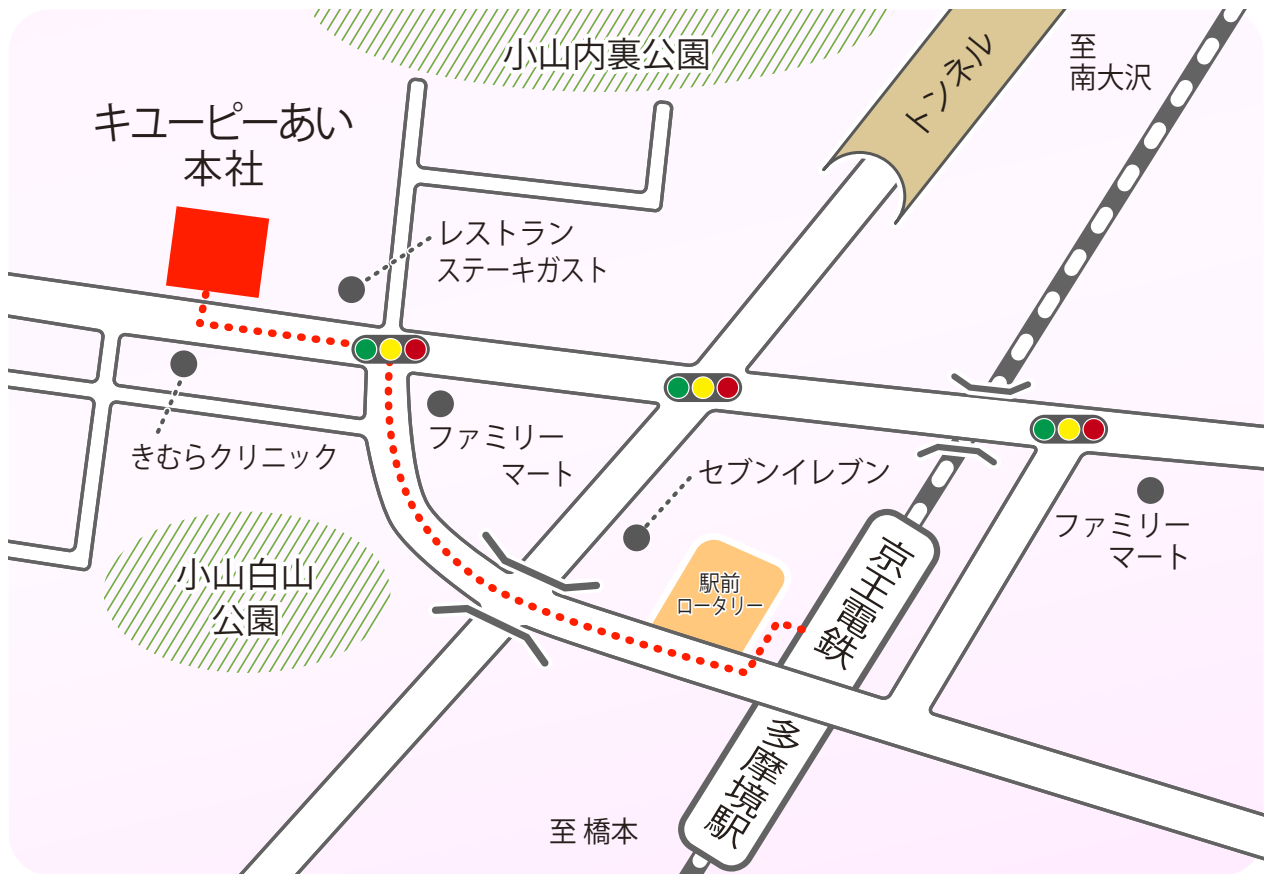 小山内裏公園
トンネル
至
南大沢
キユーピーあい
本社
レストラン
ステーキガスト
きむらクリニック
ファミリー
マート
セブンイレブン
ファミリー
マート
小山白山
公園
駅前
ロータリー
京王電鉄
多摩境駅
至 橋本